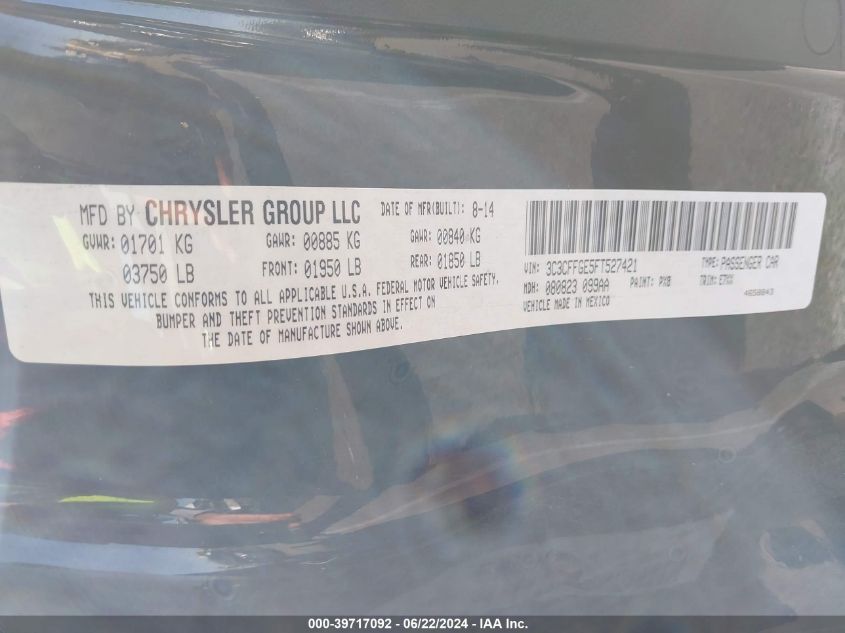 MFD BY CHRYSLER GROUP LLC DATE OF MFR(BUILT): 8-14
GVWR: 01701 KG GAWR: 00885 KG GAWR: 00840 KG
03750 LB FRONT: 01950 LB REAR: 01850 LB
THIS VEHICLE CONFORMS TO ALL APPLICABLE U.S.A. FEDERAL MOTOR VEHICLE SAFETY,
BUMPER AND THEFT PREVENTION STANDARDS IN EFFECT ON
THE DATE OF MANUFACTURE SHOWN ABOVE.
VIN: 3C3CFFGE5FT527421 TYPE: PASSENGER CAR
MDH: 080823 099AA PAINT: PX8 TRIM:
VEHICLE MADE IN MEXICO
000-39717092 - 06/22/2024 - IAA Inc.